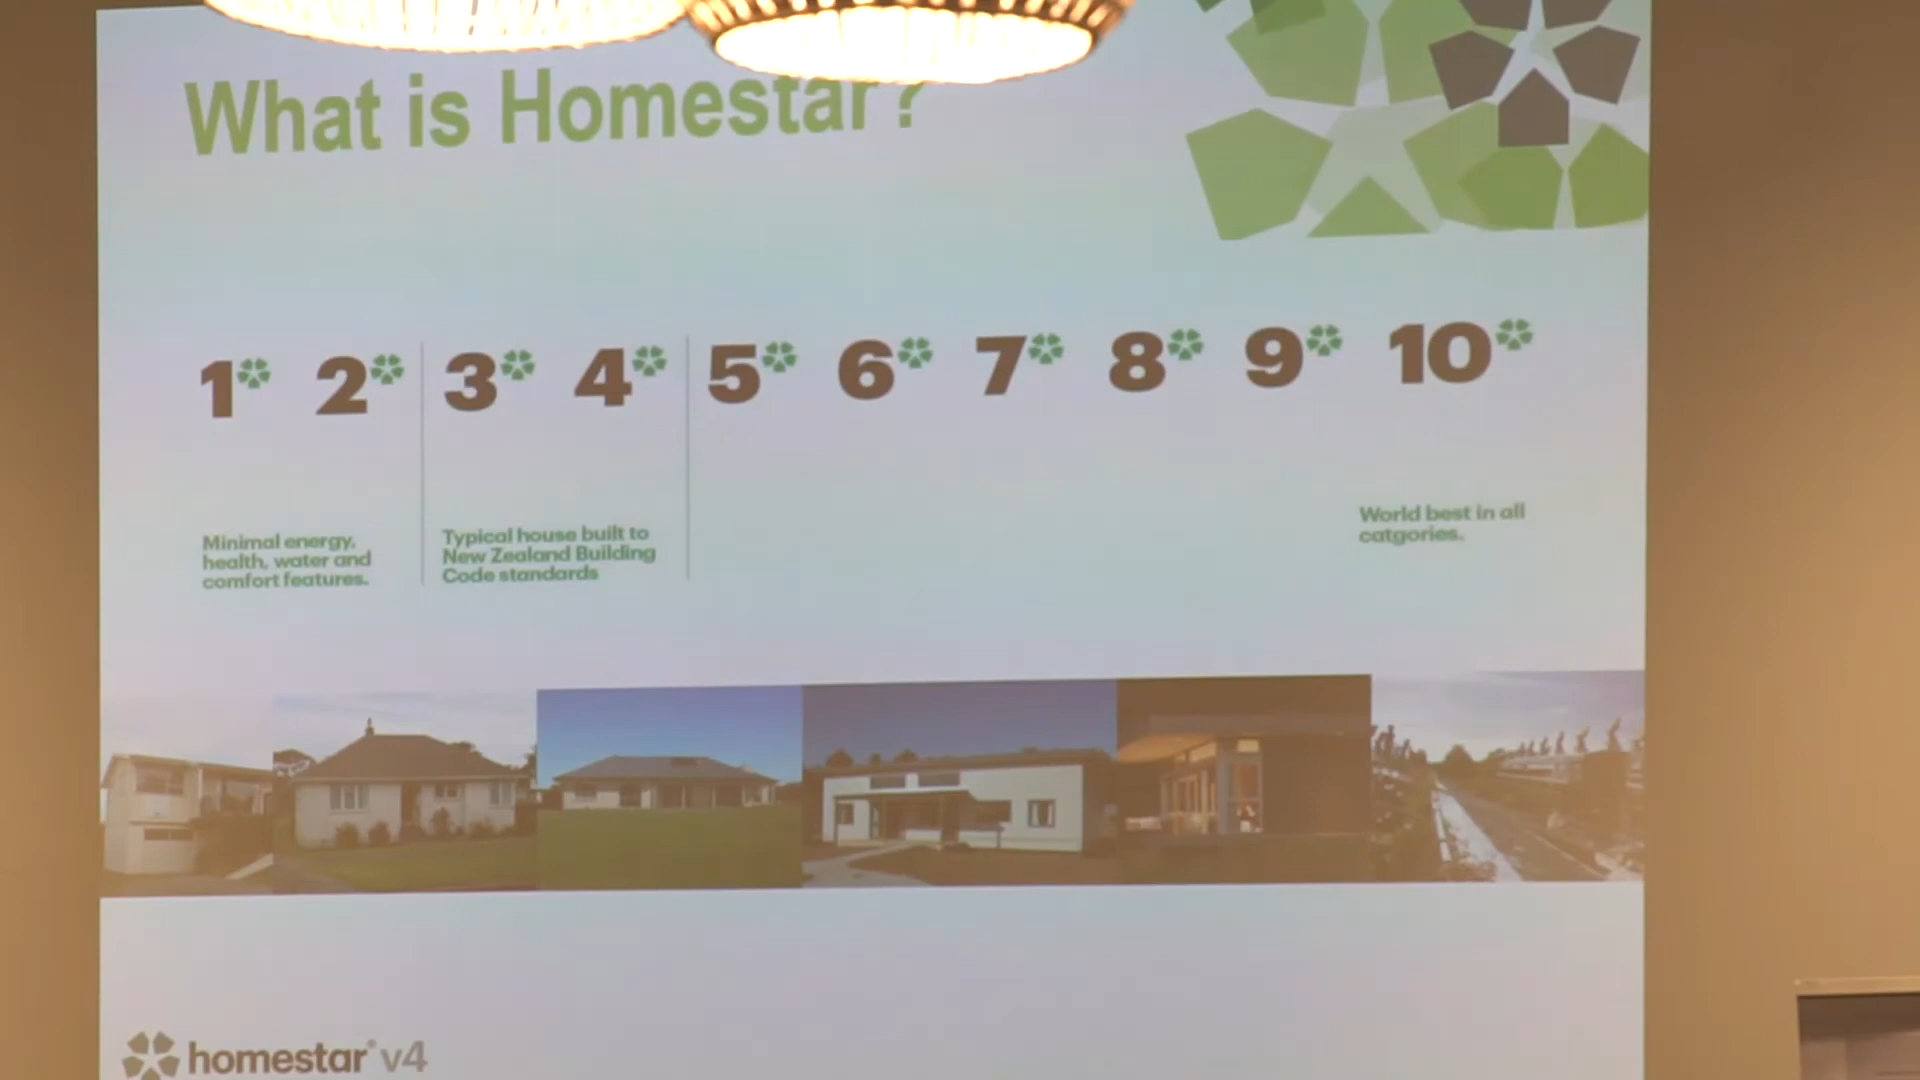 What is Homestar?
1 2 3 4 5 6 7 8 9 10
Minimal energy,
health, water and
comfort features.
Typical house built to
New Zealand Building
Code standards
World best in all
catgories.
homestar® v4